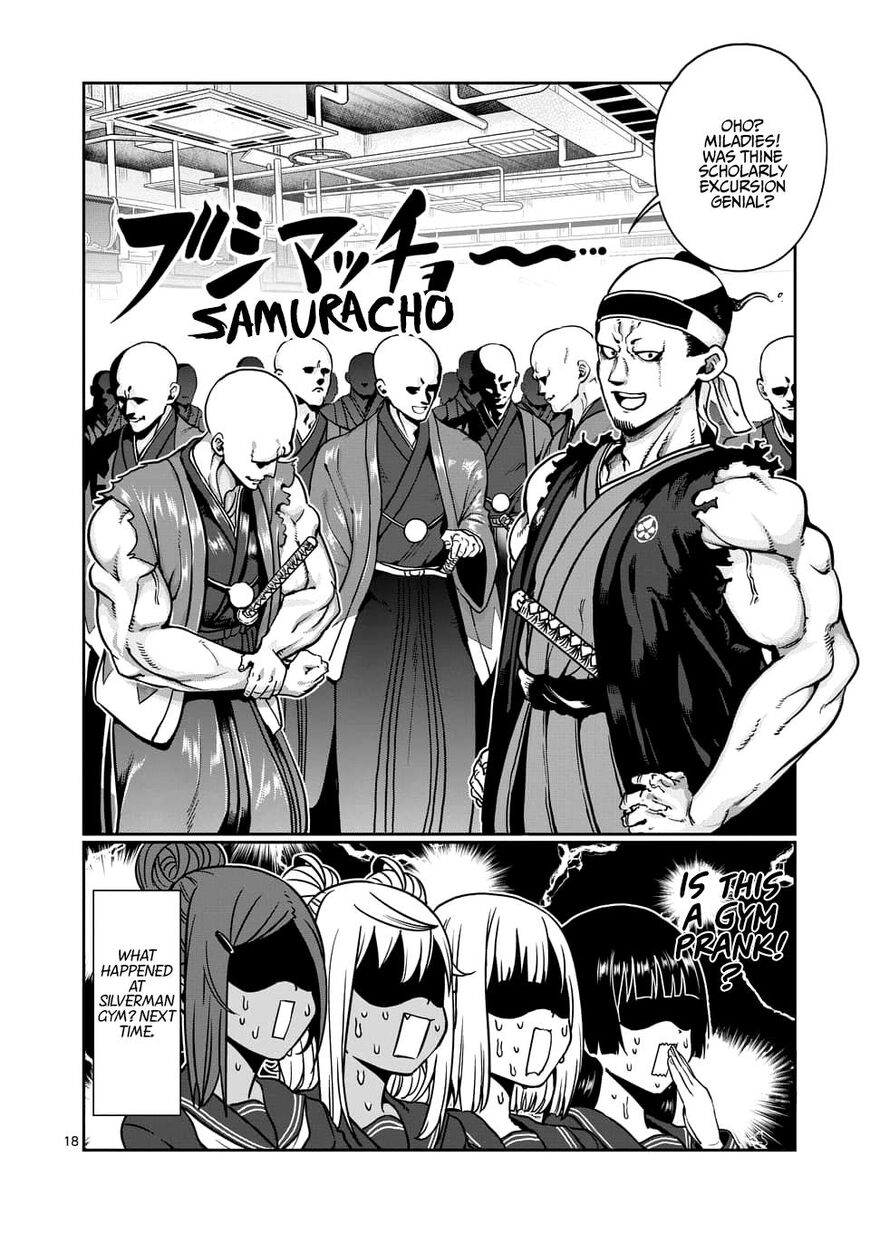 OHO?
MILADIES!
WAS THINE
SCHOLARLY
EXCURSION
GENIAL?
ブシマッチョ〜…
SAMURACHO
IS THIS
A GYM
PRANK!
?
WHAT
HAPPENED
AT
SILVERMAN
GYM? NEXT
TIME.
18